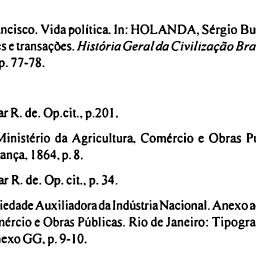 ncisco. Vida política. In: HOLANDA, Sérgio Bu
s e transações. História Geral da Civilização Bra
p. 77-78.
ar R. de. Op.cit., p.201.
Ministério da Agricultura, Comércio e Obras Pu
ança, 1864, p. 8.
ar R. de. Op. cit., p. 34.
iedade Auxiliadora da Indústria Nacional. Anexo a
mércio e Obras Públicas. Rio de Janeiro: Tipogra
exo GG, p. 9-10.